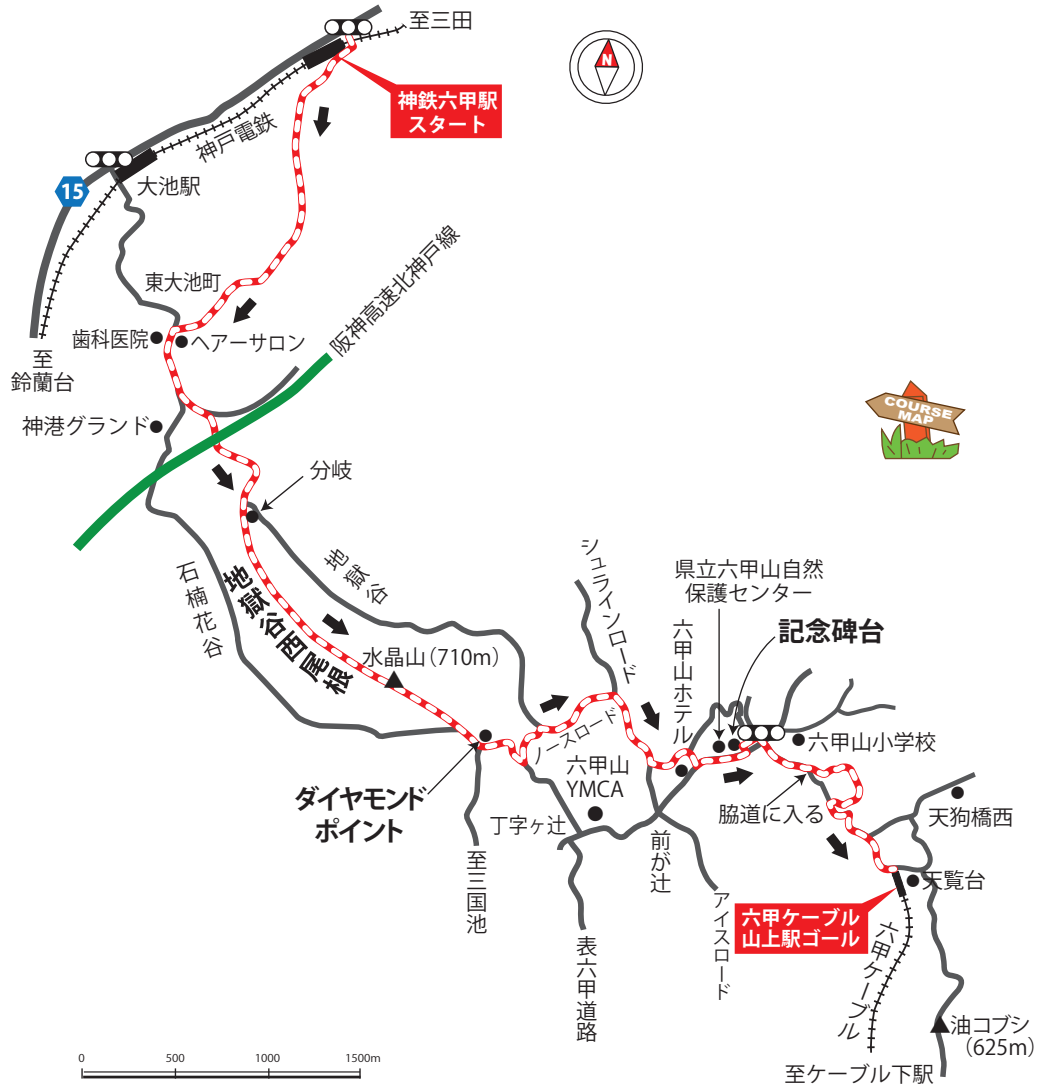 至三田
N
神鉄六甲駅
スタート
神戸電鉄
大池駅
15
東大池町
歯科医院
ヘアーサロン
阪神高速北神戸線
至
鈴蘭台
神港グランド
COURSE
MAP
分岐
地獄谷
石楠花谷
地獄谷西尾根
水晶山（710m）
シュラインロード
県立六甲山自然
保護センター
記念碑台
六甲山ホテル
六甲山小学校
ノースロード
六甲山
YMCA
ダイヤモンド
ポイント
丁字ヶ辻
前が辻
脇道に入る
天狗橋西
天覧台
至三国池
表六甲道路
アイスロード
六甲ケーブル
山上駅ゴール
六甲ケーブル
油コブシ
（625m）
至ケーブル下駅
0 500 1000 1500m